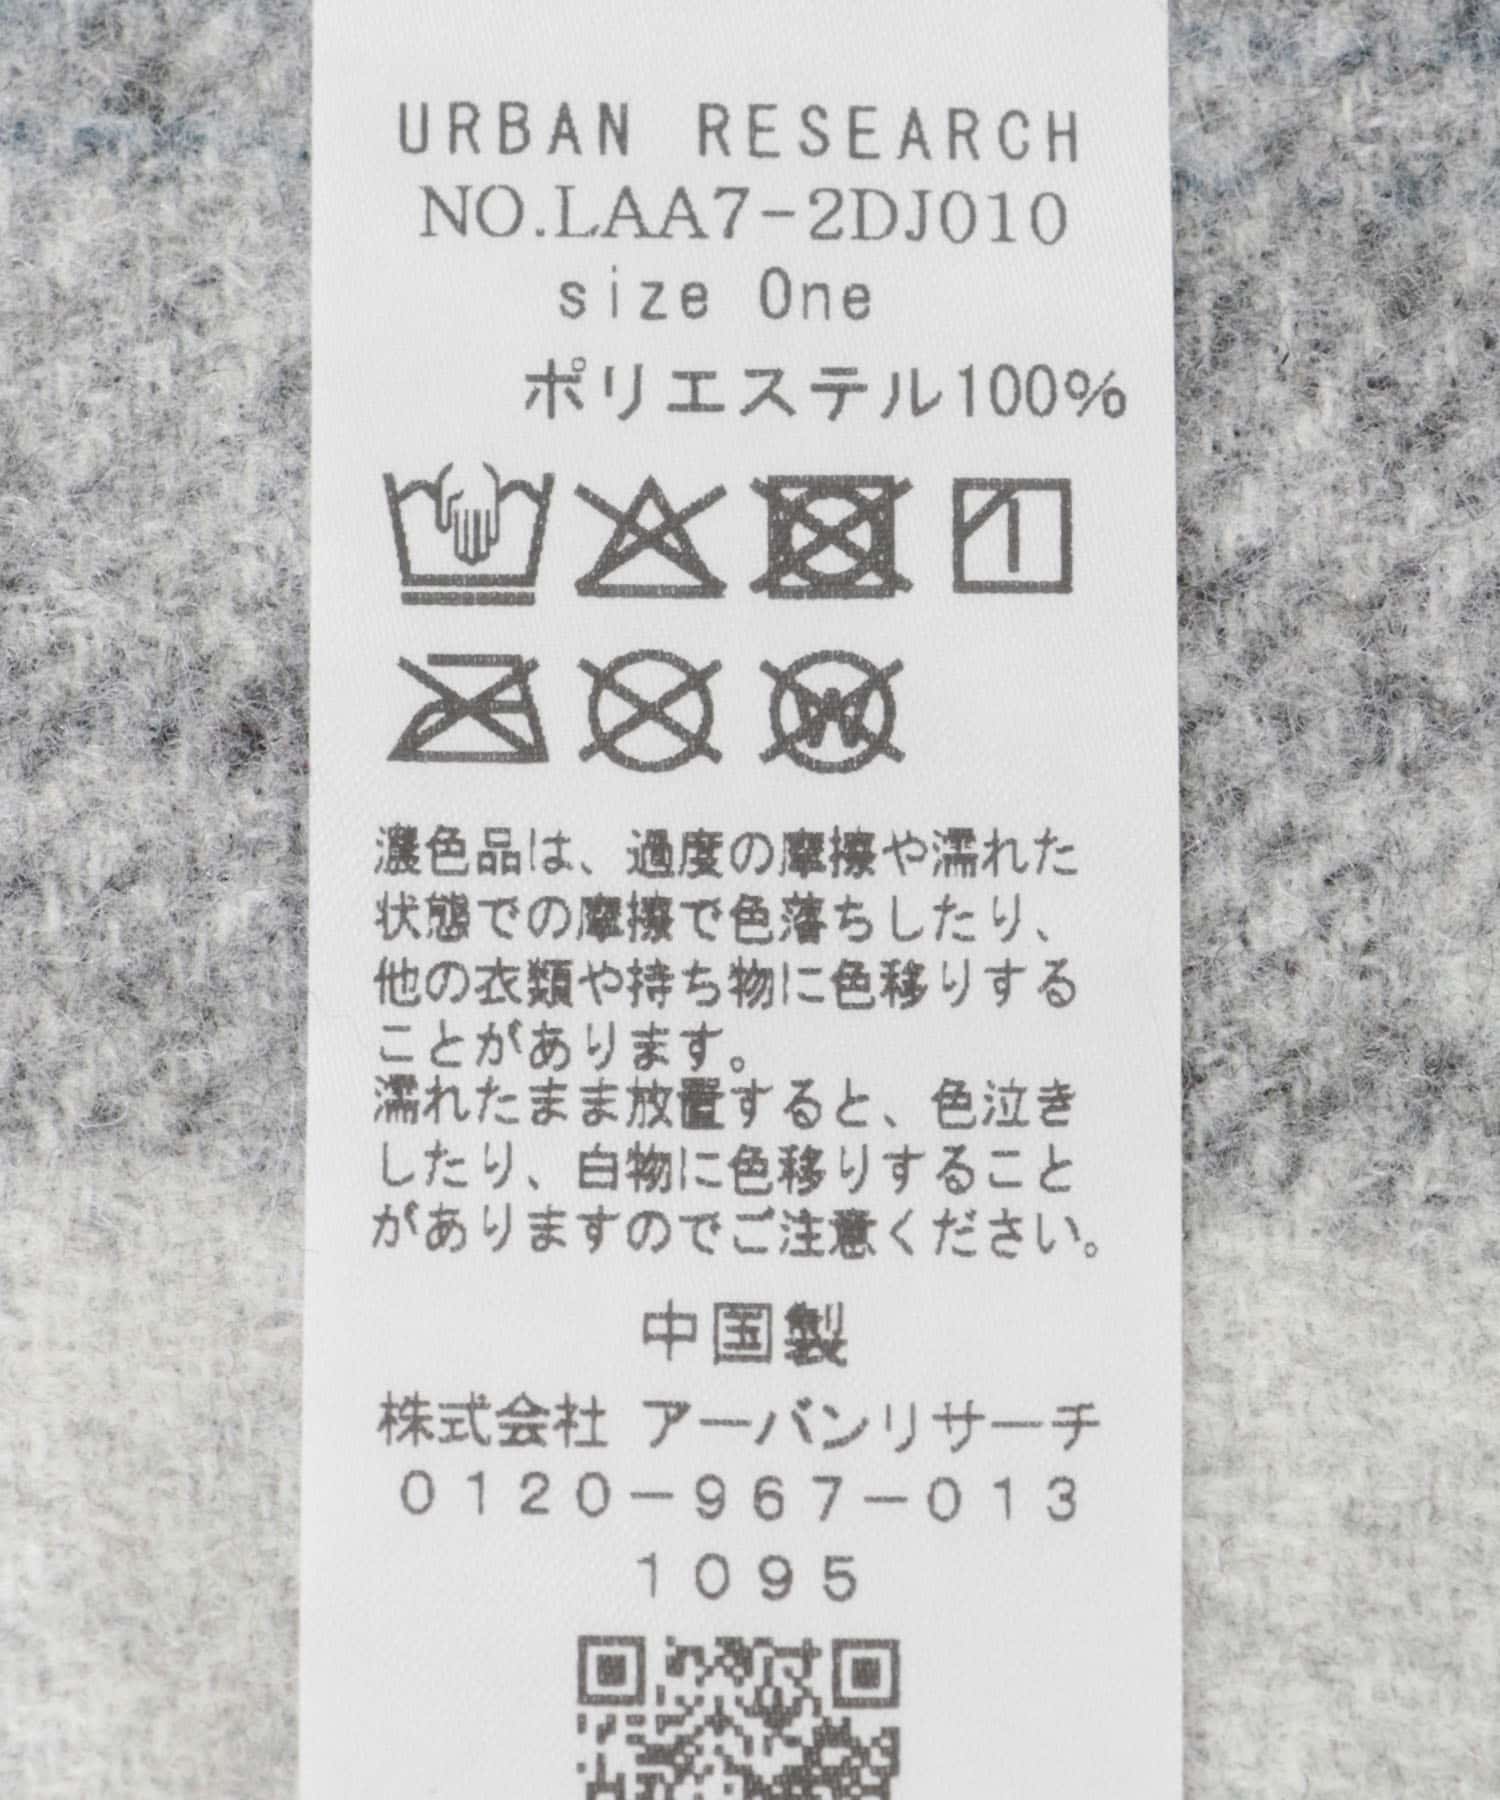 URBAN RESEARCH
NO.LAA7-2DJ010
size One
ポリエステル100%
濃色品は、過度の摩擦や濡れた
状態での摩擦で色落ちしたり、
他の衣類や持ち物に色移りする
ことがあります。
濡れたまま放置すると、色泣き
したり、白物に色移りすること
がありますのでご注意ください。
中国製
株式会社 アーバンリサーチ
0120-967-013
1095